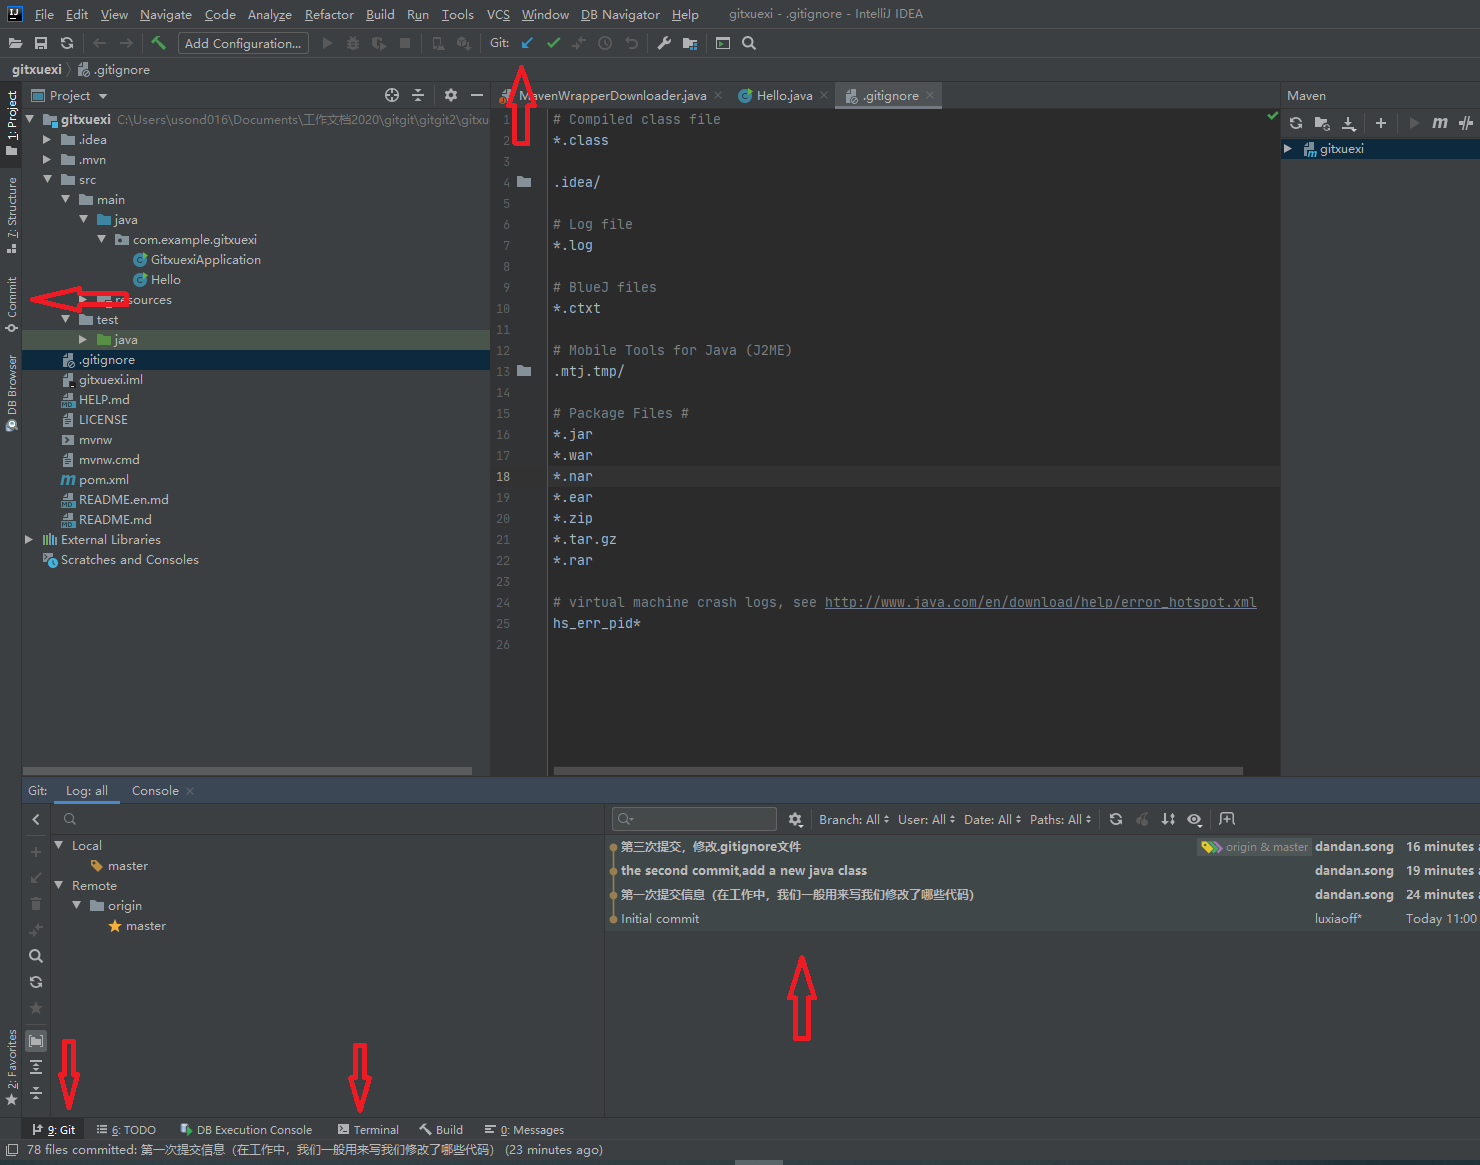 File Edit View Navigate Code Analyze Refactor Build Run Tools VCS Window DB Navigator Help gitxuexi - .gitignore - IntelliJ IDEA
Add Configuration... Git:
gitxuexi .gitignore
1: Project
7: Structure
Commit
DB Browser
2: Favorites
Project
gitxuexi C:\Users\usond016\Documents\工作文档2020\gitgit\gitgit2\gitxu
.idea
.mvn
src
main
java
com.example.gitxuexi
GitxuexiApplication
Hello
resources
test
java
.gitignore
gitxuexi.iml
HELP.md
LICENSE
mvnw
mvnw.cmd
pom.xml
README.en.md
README.md
External Libraries
Scratches and Consoles
MavenWrapperDownloader.java Hello.java .gitignore
1 # Compiled class file
2 *.class
3
4 .idea/
5
6 # Log file
7 *.log
8
9 # BlueJ files
10 *.ctxt
11
12 # Mobile Tools for Java (J2ME)
13 .mtj.tmp/
14
15 # Package Files #
16 *.jar
17 *.war
18 *.nar
19 *.ear
20 *.zip
21 *.tar.gz
22 *.rar
23
24 # virtual machine crash logs, see http://www.java.com/en/download/help/error_hotspot.xml
25 hs_err_pid*
26
Maven
gitxuexi
Git: Log: all Console
Local
master
Remote
origin
master
Branch: All User: All Date: All Paths: All
第三次提交，修改.gitignore文件 origin & master dandan.song 16 minutes a
the second commit,add a new java class dandan.song 19 minutes a
第一次提交信息（在工作中，我们一般用来写我们修改了哪些代码） dandan.song 24 minutes a
Initial commit luxiaoff* Today 11:00
9: Git 6: TODO DB Execution Console Terminal Build 0: Messages
78 files committed: 第一次提交信息（在工作中，我们一般用来写我们修改了哪些代码） (23 minutes ago)